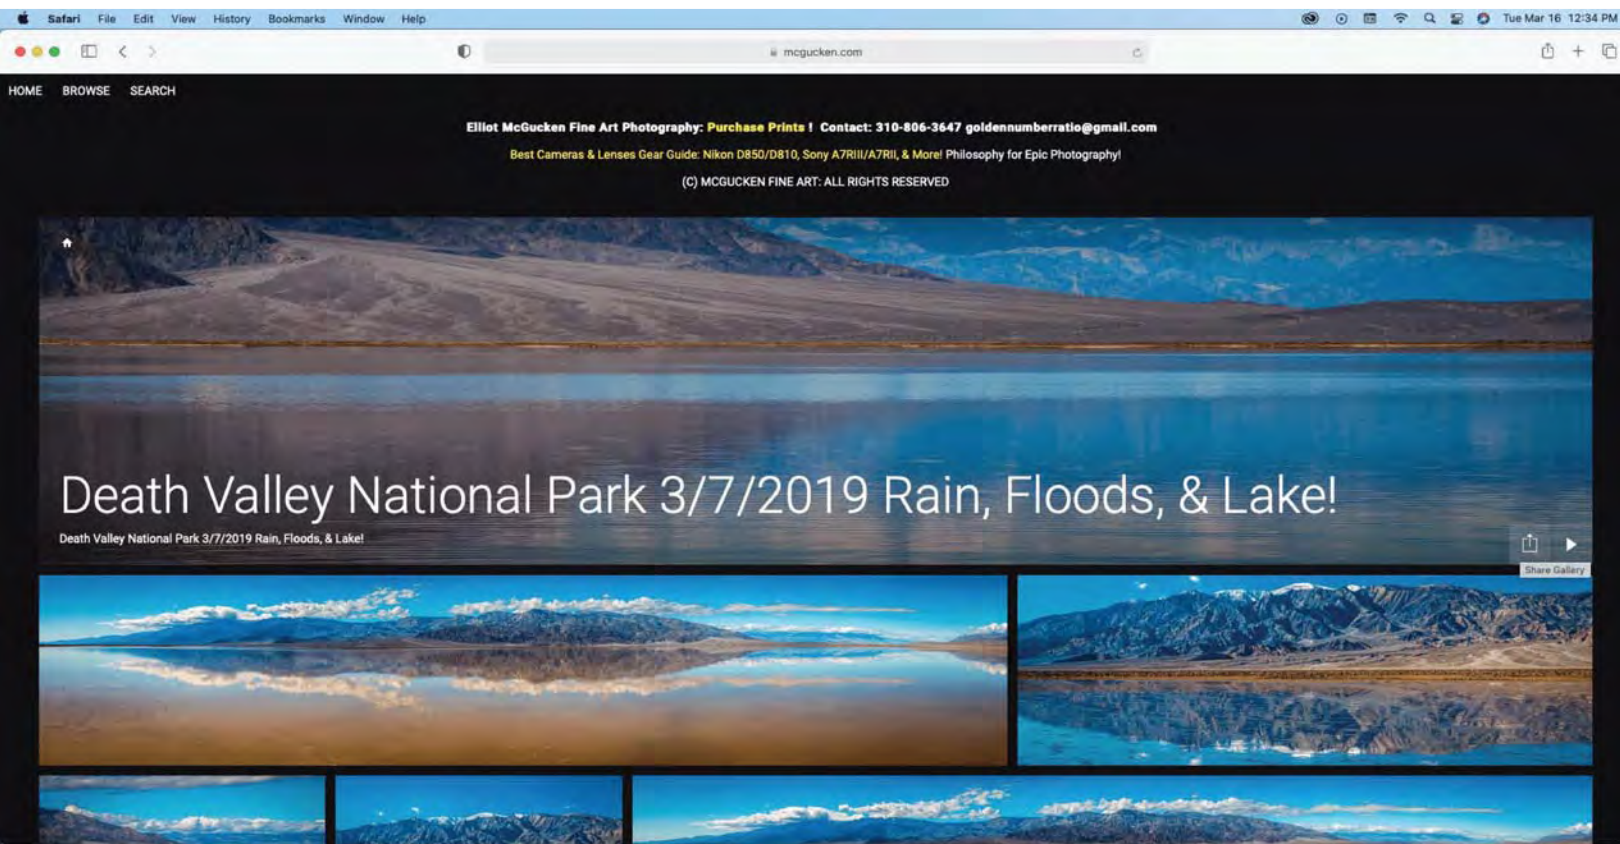 Safari File Edit View History Bookmarks Window Help Tue Mar 16 12:34 PM
mcgucken.com
HOME BROWSE SEARCH
Elliot McGucken Fine Art Photography: Purchase Prints ! Contact: 310-806-3647 goldennumberratio@gmail.com
Best Cameras & Lenses Gear Guide: Nikon D850/D810, Sony A7RIII/A7RII, & More! Philosophy for Epic Photography!
(C) MCGUCKEN FINE ART: ALL RIGHTS RESERVED
Death Valley National Park 3/7/2019 Rain, Floods, & Lake!
Death Valley National Park 3/7/2019 Rain, Floods, & Lake!
Share Gallery